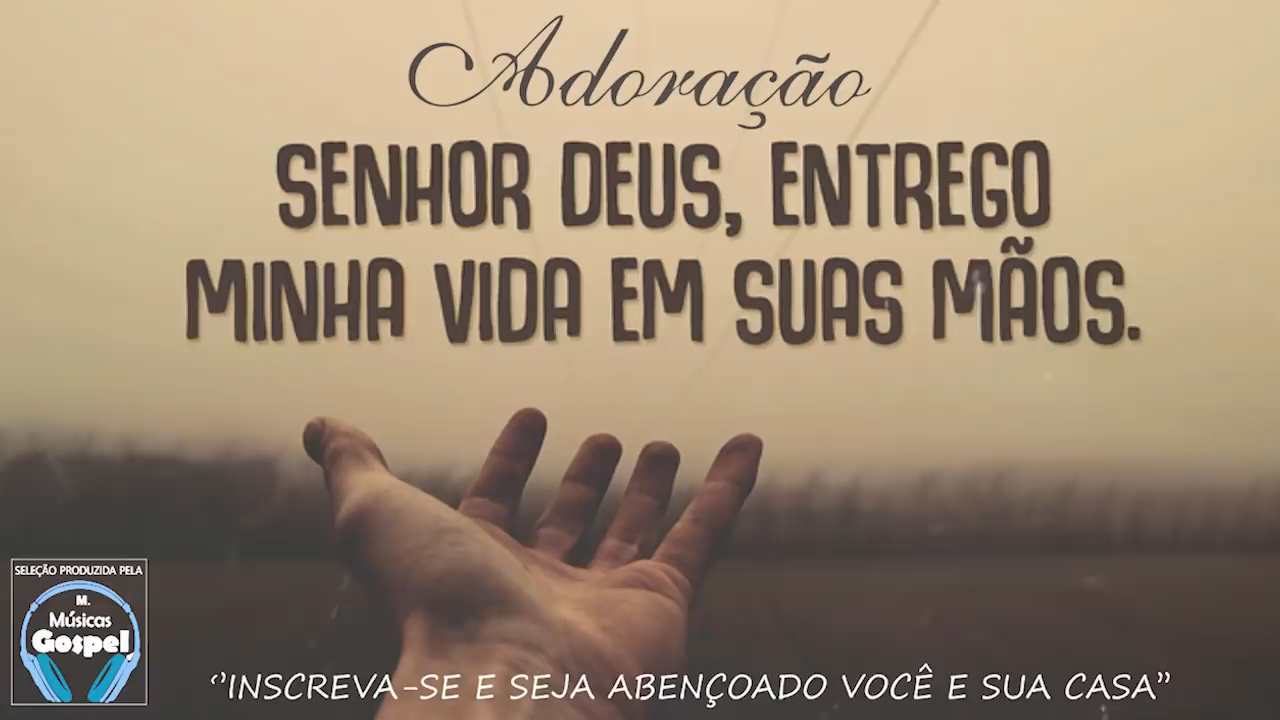 Adoração
SENHOR DEUS, ENTREGO
MINHA VIDA EM SUAS MÃOS.
SELEÇÃO PRODUZIDA PELA
M.
Músicas
Gospel
“INSCREVA-SE E SEJA ABENÇOADO VOCÊ E SUA CASA”